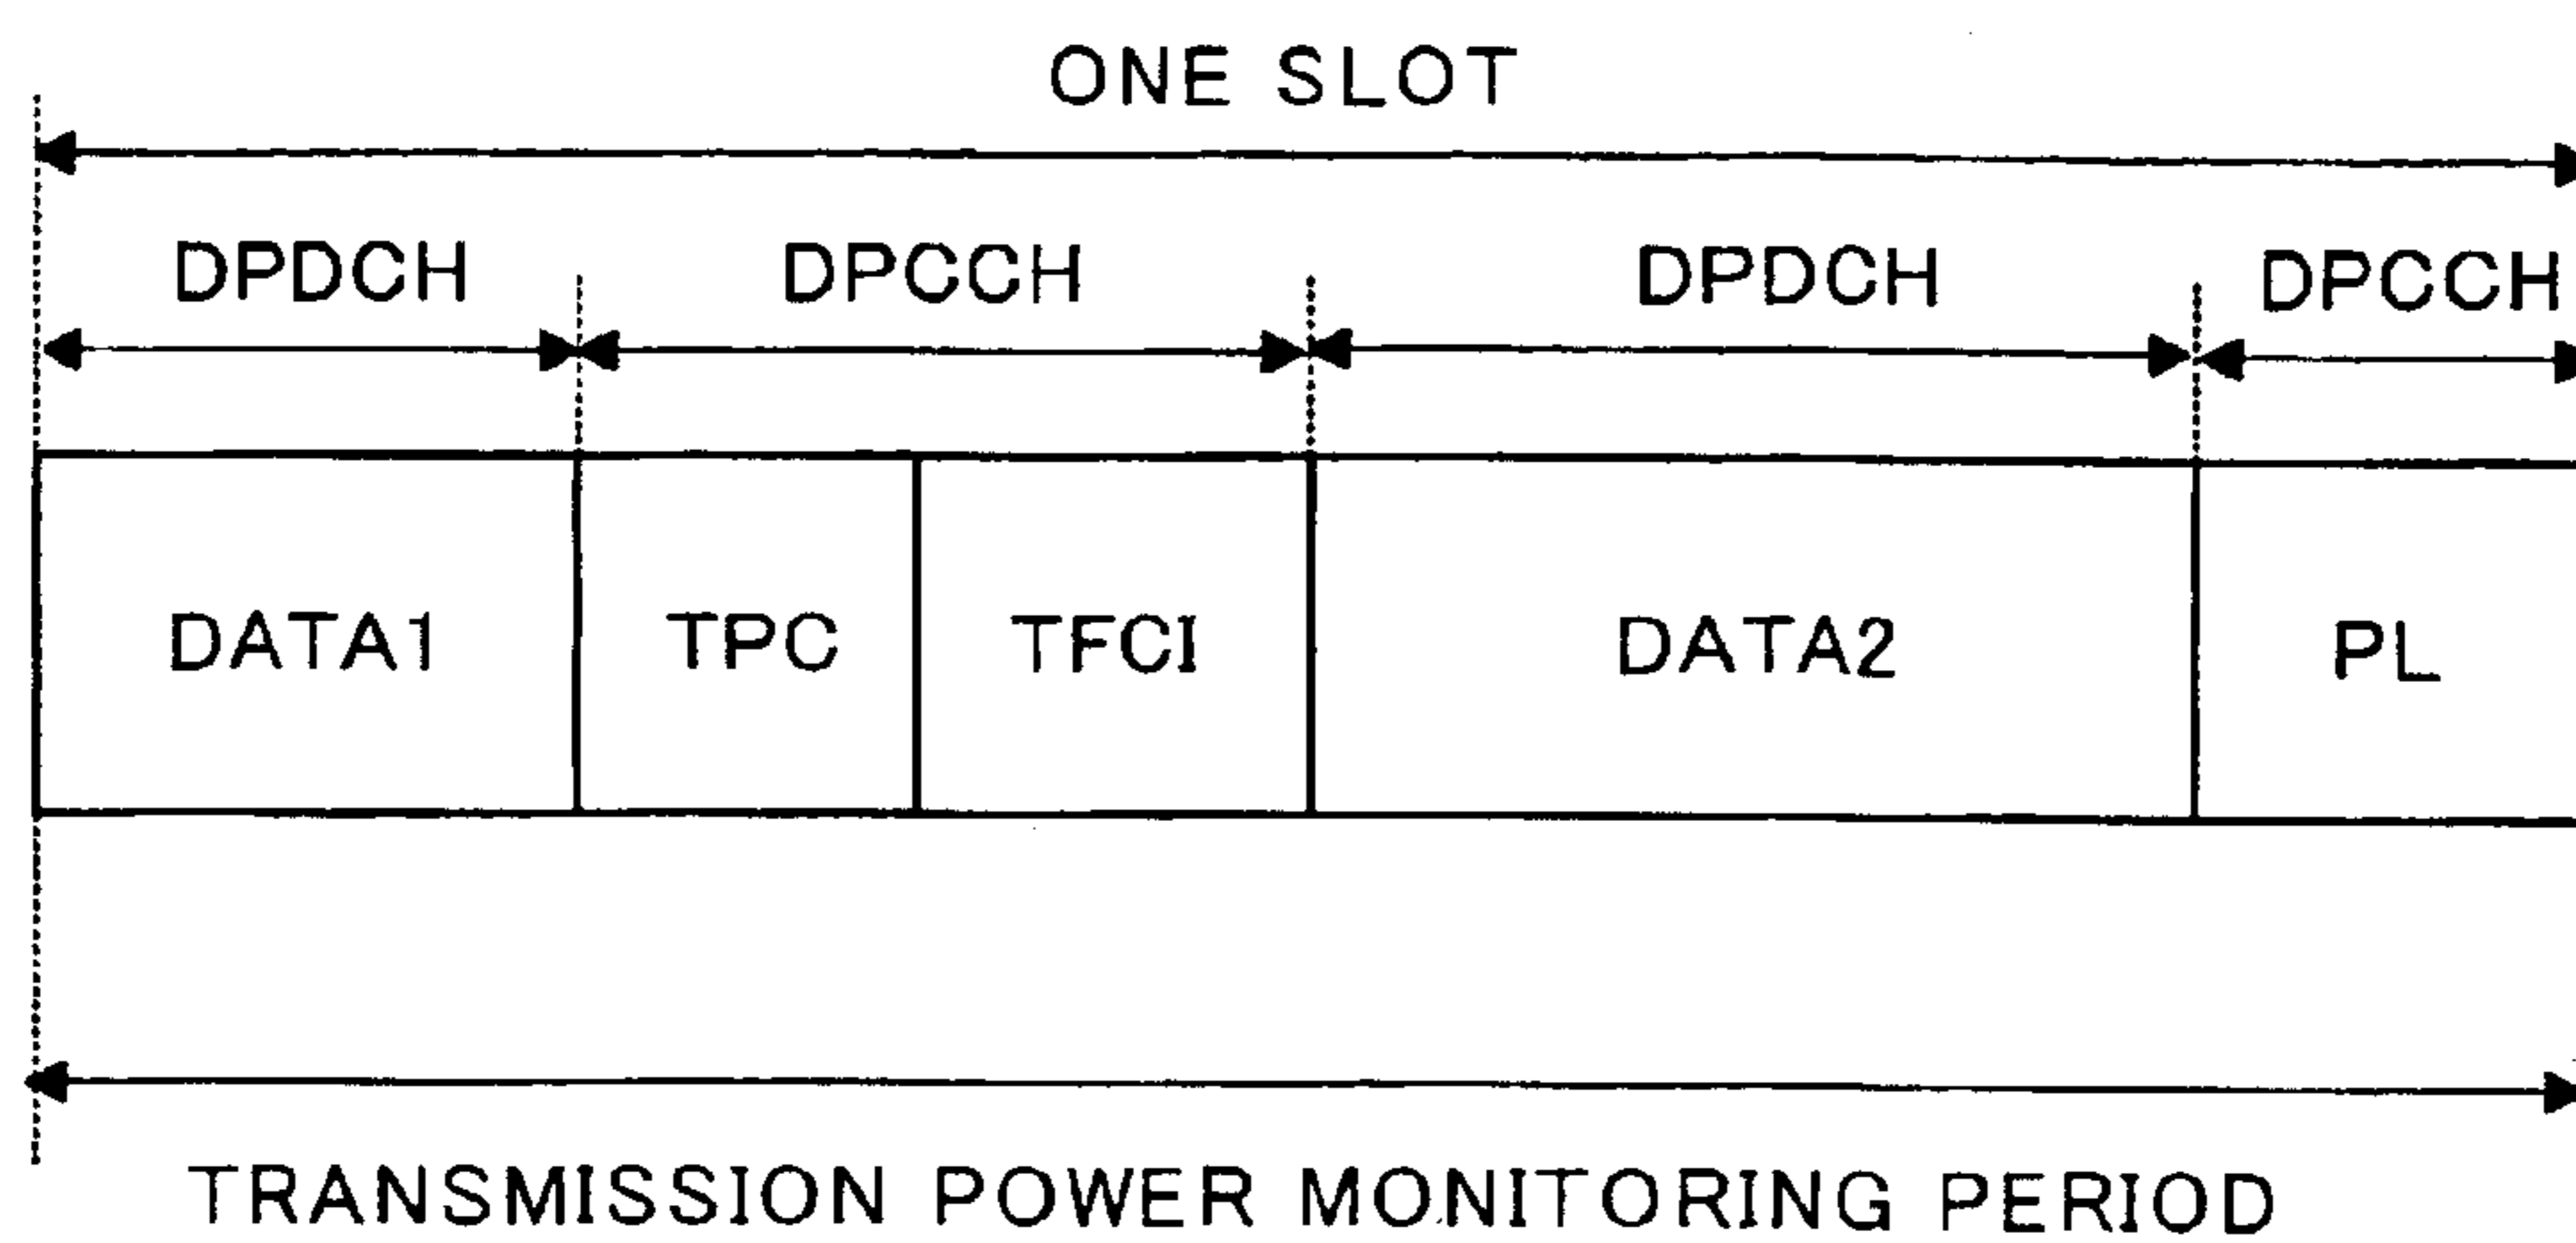 ONE SLOT
DPDCH DPCCH DPDCH DPCCH
DATA1 TPC TFCI DATA2 PL
TRANSMISSION POWER MONITORING PERIOD